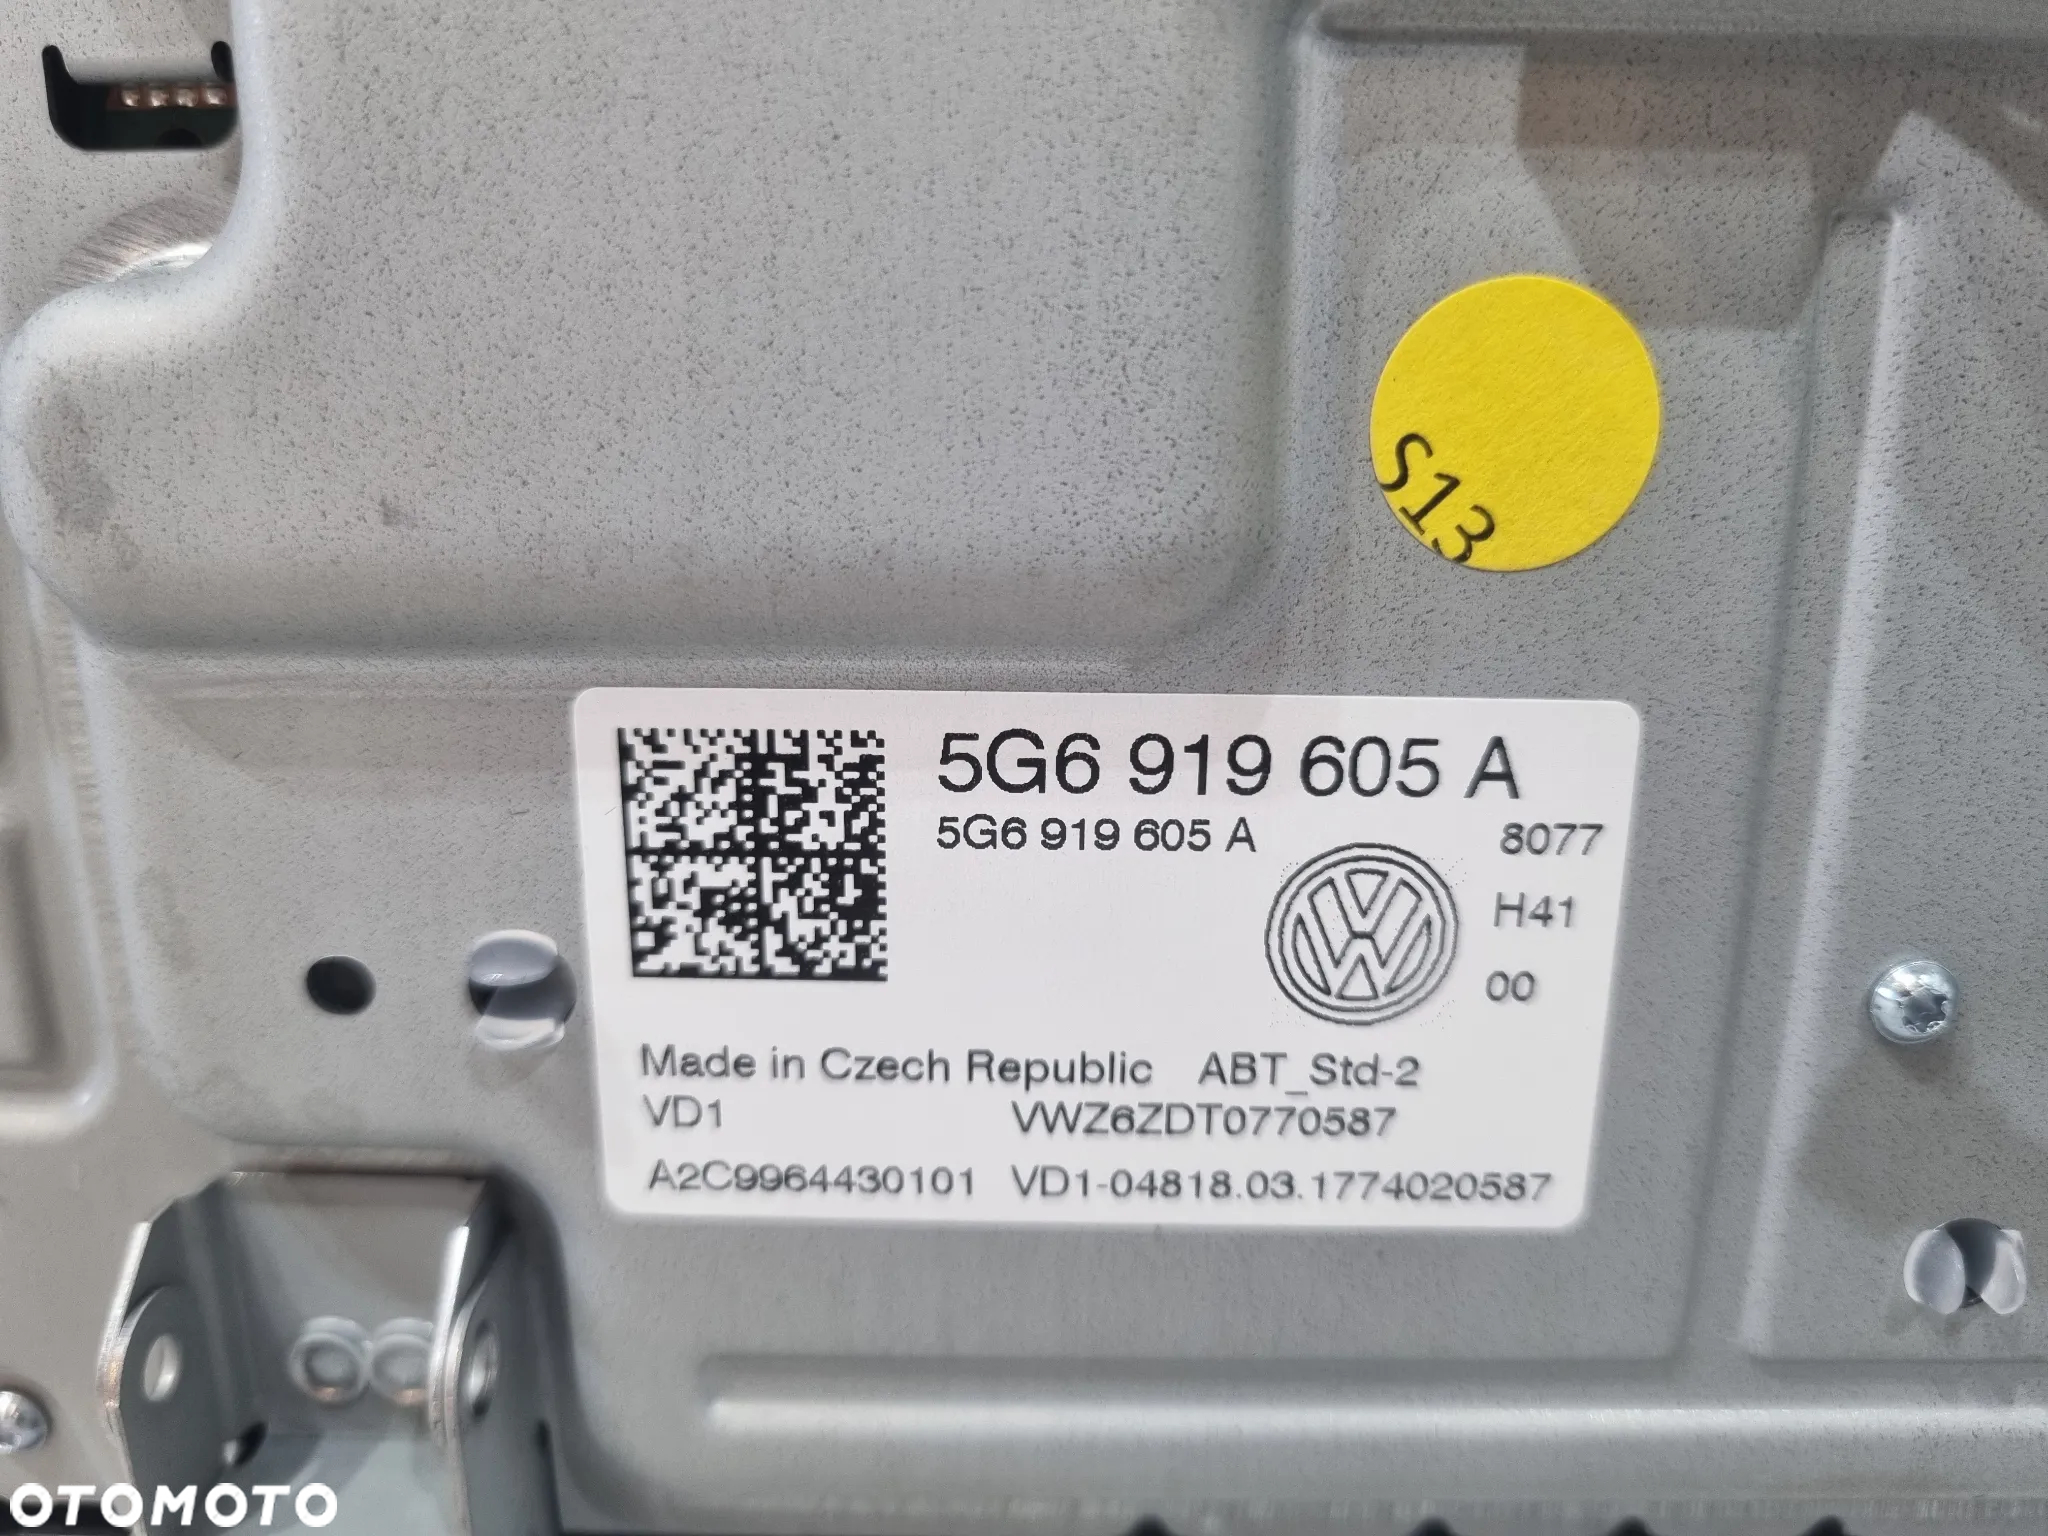 S13
5G6 919 605 A
5G6 919 605 A
8077
H41
00
Made in Czech Republic ABT_Std-2
VD1 VWZ6ZDT0770587
A2C9964430101 VD1-04818.03.1774020587
OTOMOTO